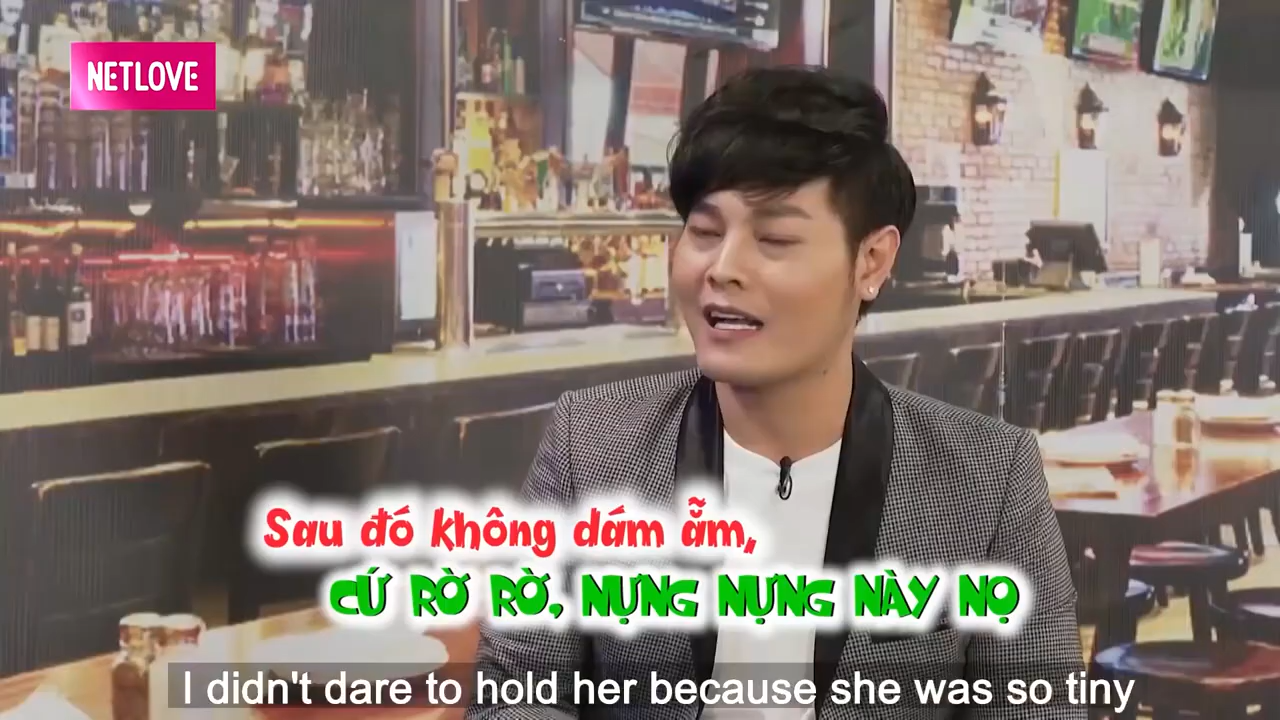 NETLOVE
Sau đó không dám ẵm,
CỨ RỜ RỜ, NỰNG NỰNG NÀY NỌ
I didn't dare to hold her because she was so tiny